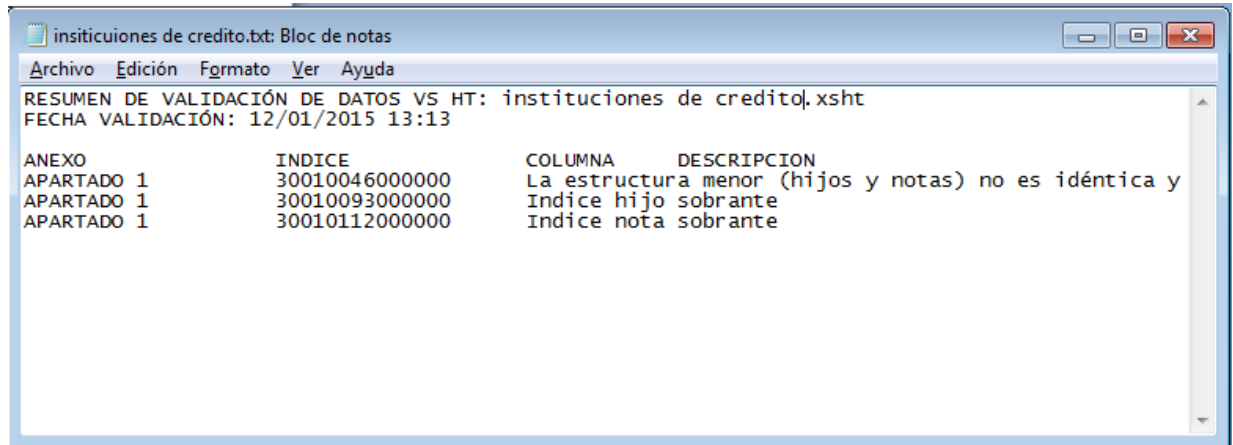 insiticuiones de credito.txt: Bloc de notas
Archivo Edición Formato Ver Ayuda
RESUMEN DE VALIDACIÓN DE DATOS VS HT: instituciones de credito.xsht
FECHA VALIDACIÓN: 12/01/2015 13:13
ANEXO INDICE COLUMNA DESCRIPCION
APARTADO 1 30010046000000 La estructura menor (hijos y notas) no es idéntica y
APARTADO 1 30010093000000 Indice hijo sobrante
APARTADO 1 30010112000000 Indice nota sobrante